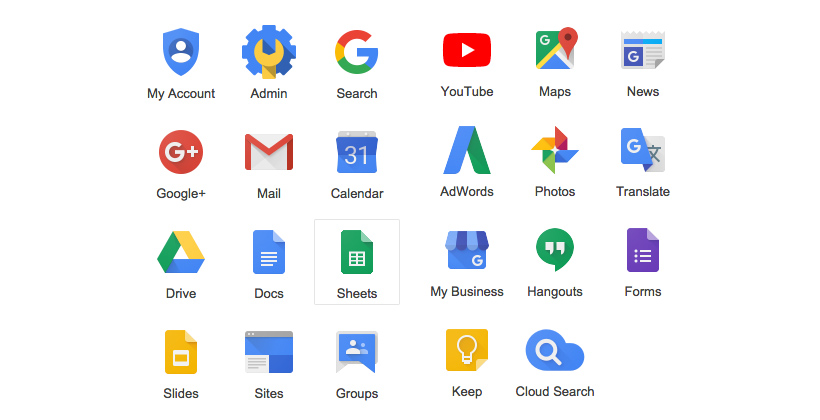 My Account Admin Search YouTube Maps News
G+ 31 G
Google+ Mail Calendar AdWords Photos Translate
Drive Docs Sheets My Business Hangouts Forms
Slides Sites Groups Keep Cloud Search